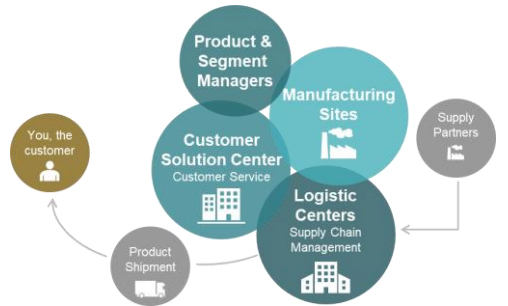 Product &
Segment
Managers
Manufacturing
Sites
Supply
Partners
You, the
customer
Customer
Solution Center
Customer Service
Logistic
Centers
Supply Chain
Management
Product
Shipment